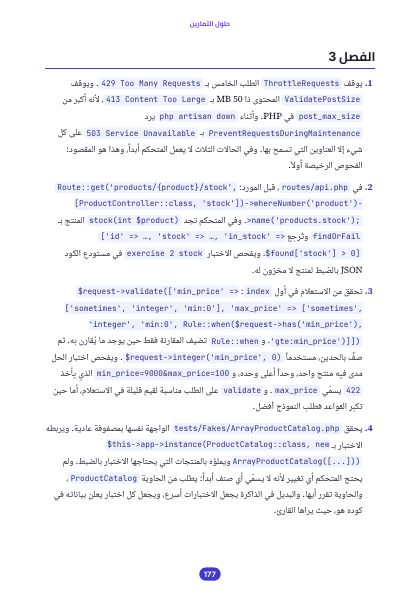 حلول التمارين
الفصل 3
1. يوقف ThrottleRequests الطلب الخامس بـ 429 Too Many Requests. ويوقف
ValidatePostSize المحتوى ذا 50 MB بـ 413 Content Too Large، لأنه أكبر من
post_max_size في PHP. وأثناء php artisan down يرد
PreventRequestsDuringMaintenance بـ 503 Service Unavailable على كل
شيء إلا العناوين التي تسمح بها. وفي الحالات الثلاث لا يعمل المتحكم أبداً، وهذا هو المقصود:
الفحوص الرخيصة أولاً.
2. في routes/api.php، قبل المورد: Route::get('products/{product}/stock',
[ProductController::class, 'stock'])->whereNumber('product')-
>name('products.stock');. وفي المتحكم تجد stock(int $product) المنتج بـ
findOrFail وتُرجع ['id' => …, 'stock' => …, 'in_stock' =>
$found['stock'] > 0]. ويفحص الاختبار exercise 2 stock في مستودع الكود
JSON بالضبط لمنتج لا مخزون له.
3. تحقق من الاستعلام في أول index: $request->validate(['min_price' =>
['sometimes', 'integer', 'min:0'], 'max_price' => ['sometimes',
'integer', 'min:0', Rule::when($request->has('min_price'),
'gte:min_price')]]). و Rule::when تضيف المقارنة فقط حين يوجد ما يُقارن به. ثم
صفِّ بالحدين، مستخدماً $request->integer('min_price', 0). ويفحص اختبار الحل
مدى فيه منتج واحد، وحداً أعلى وحده، و min_price=9000&max_price=100 الذي يأخذ
422 يسمّي max_price. و validate على الطلب مناسبة لقيم قليلة في الاستعلام، أما حين
تكبر القواعد فطلب النموذج أفضل.
4. يحقق tests/Fakes/ArrayProductCatalog.php الواجهة نفسها بمصفوفة عادية. ويربطه
الاختبار بـ $this->app->instance(ProductCatalog::class, new
ArrayProductCatalog([...])) ويملؤه بالمنتجات التي يحتاجها الاختبار بالضبط. ولم
يحتج المتحكم أي تغيير لأنه لا يسمّي أي صنف أبداً: يطلب من الحاوية ProductCatalog،
والحاوية تقرر أيها. والبديل في الذاكرة يجعل الاختبارات أسرع، ويجعل كل اختبار يعلن بياناته في
كوده هو، حيث يراها القارئ.
177